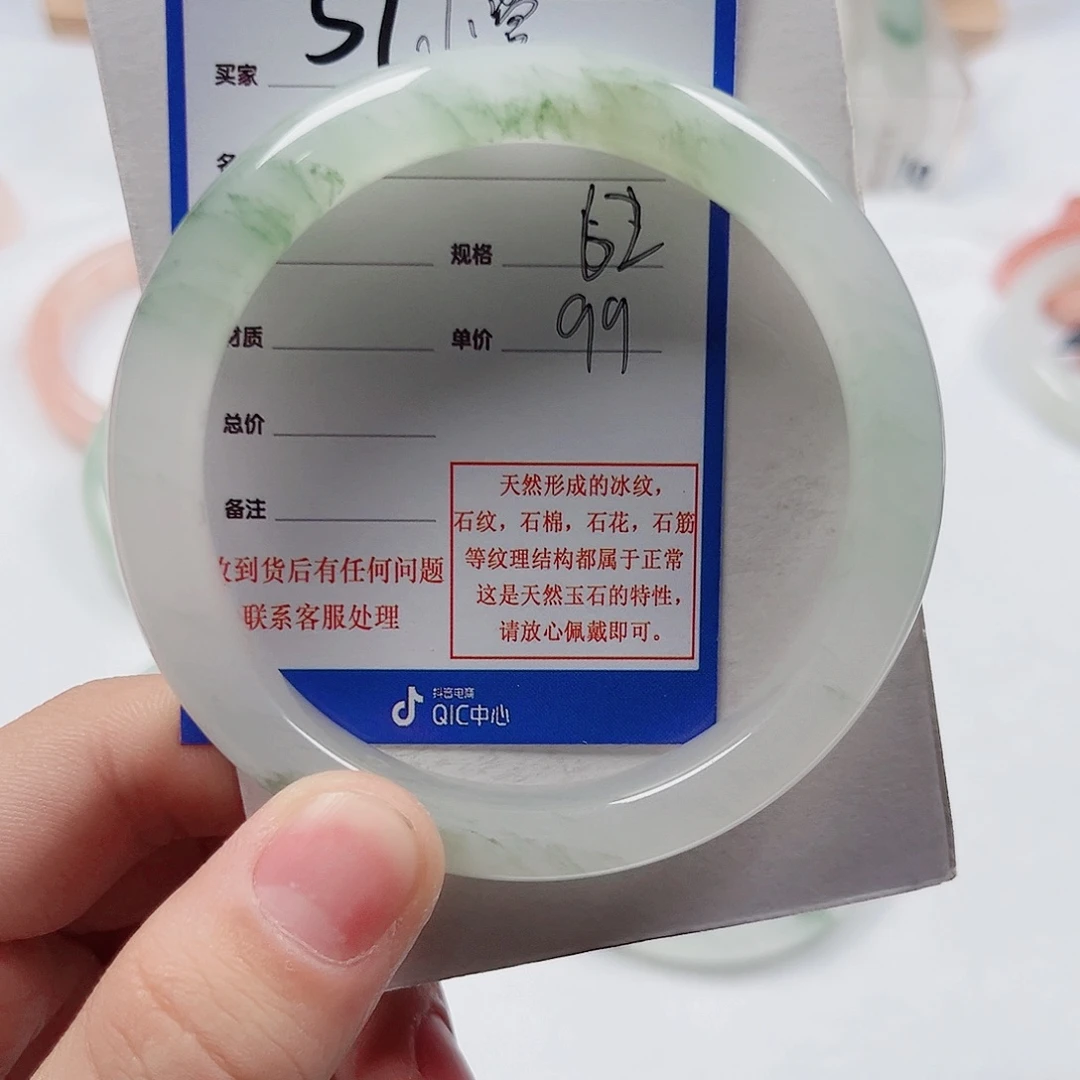 51
买家
规格 62
材质 单价 99
总价
备注
收到货后有任何问题
联系客服处理
天然形成的冰纹，
石纹，石棉，石花，石筋
等纹理结构都属于正常
这是天然玉石的特性，
请放心佩戴即可。
抖音电商
QIC中心